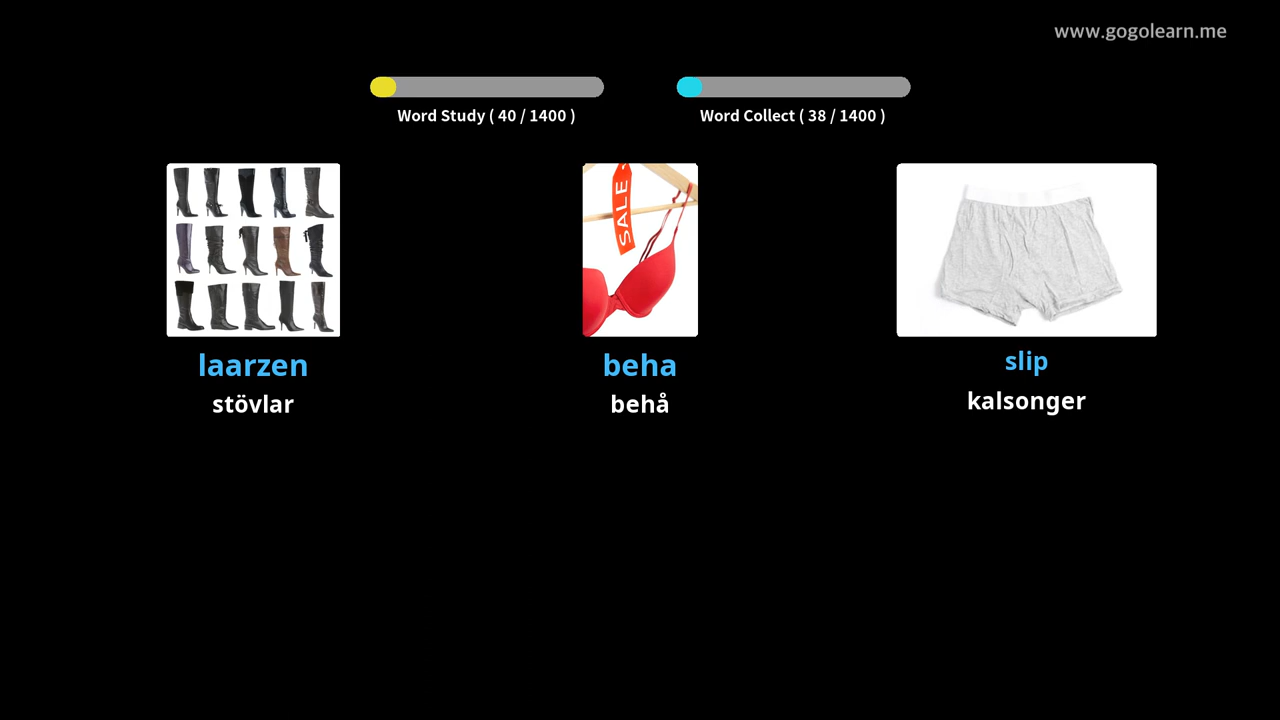 www.gogolearn.me
Word Study ( 40 / 1400 )
Word Collect ( 38 / 1400 )
SALE
laarzen
beha
slip
stövlar
behå
kalsonger